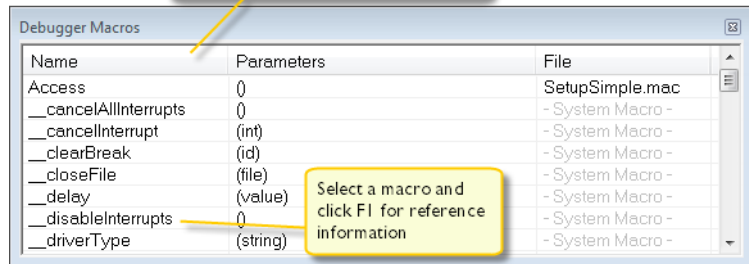 Debugger Macros
Name Parameters File
Access () SetupSimple.mac
__cancelAllInterrupts () - System Macro -
__cancelInterrupt (int) - System Macro -
__clearBreak (id) - System Macro -
__closeFile (file) - System Macro -
__delay (value) - System Macro -
__disableInterrupts () - System Macro -
__driverType (string) - System Macro -
Select a macro and
click F1 for reference
information